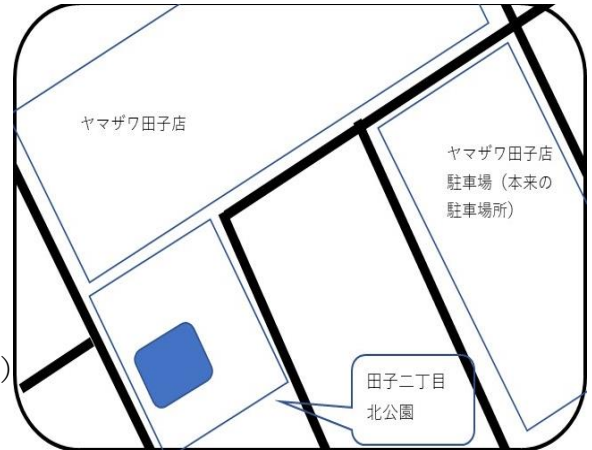 ヤマザワ田子店
ヤマザワ田子店
駐車場（本来の
駐車場所）
田子二丁目
北公園
）